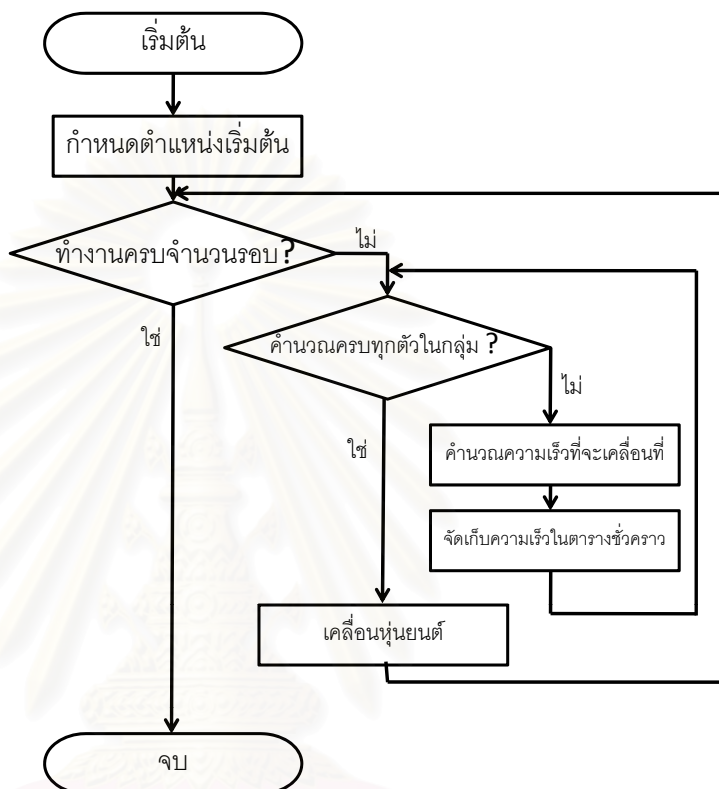 เริ่มต้น
กำหนดตำแหน่งเริ่มต้น
ทำงานครบจำนวนรอบ ?
ไม่
ใช่
คำนวณครบทุกตัวในกลุ่ม ?
ไม่
ใช่
คำนวณความเร็วที่จะเคลื่อนที่
จัดเก็บความเร็วในตารางชั่วคราว
เคลื่อนหุ่นยนต์
จบ